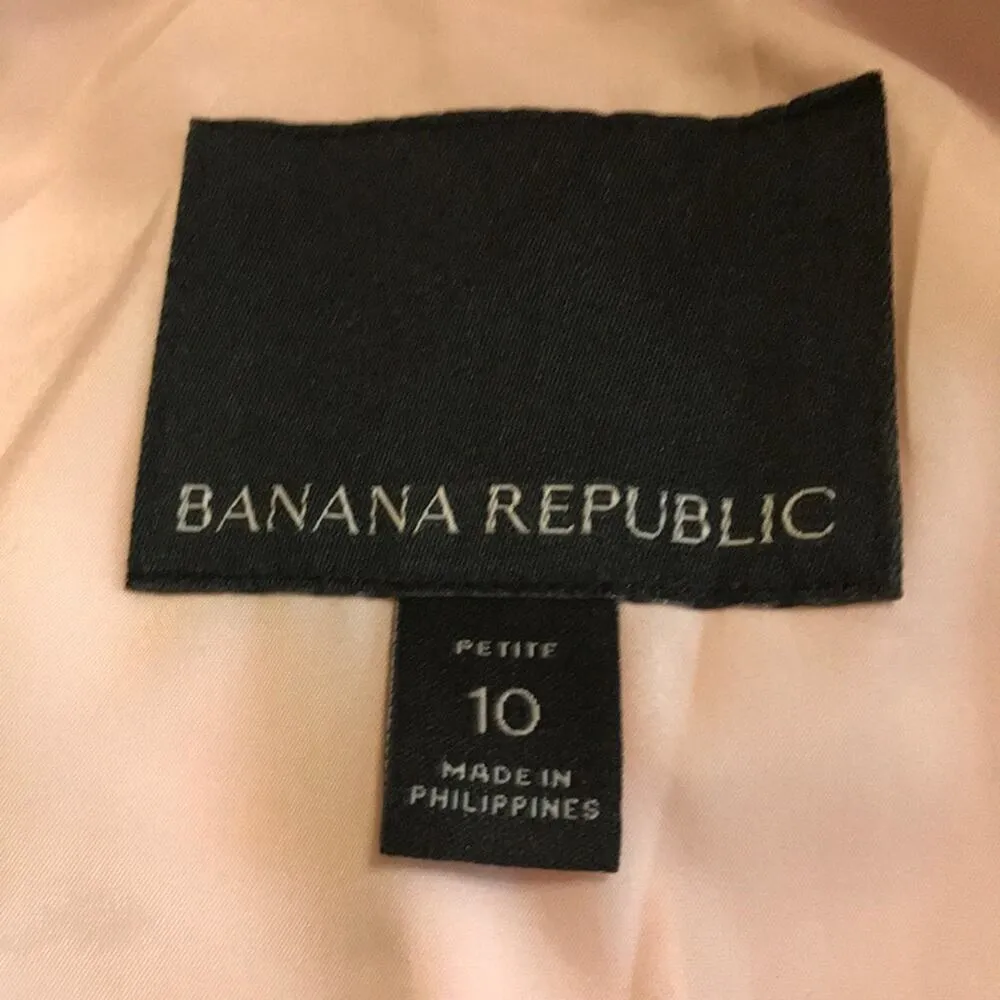 BANANA REPUBLIC
PETITE
10
MADE IN
PHILIPPINES